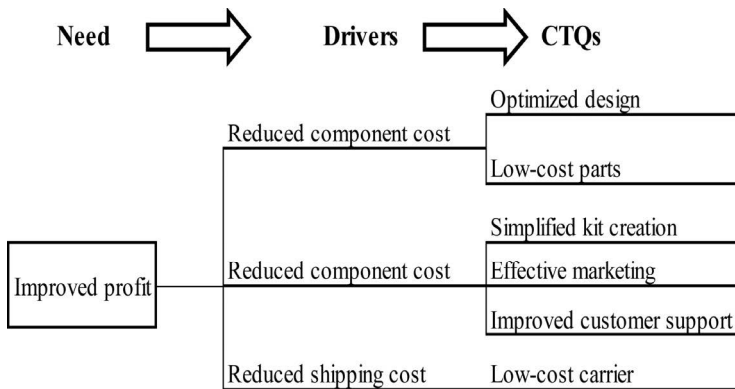 Need Drivers CTQs
Optimized design
Reduced component cost
Low-cost parts
Simplified kit creation
Improved profit Reduced component cost Effective marketing
Improved customer support
Reduced shipping cost Low-cost carrier